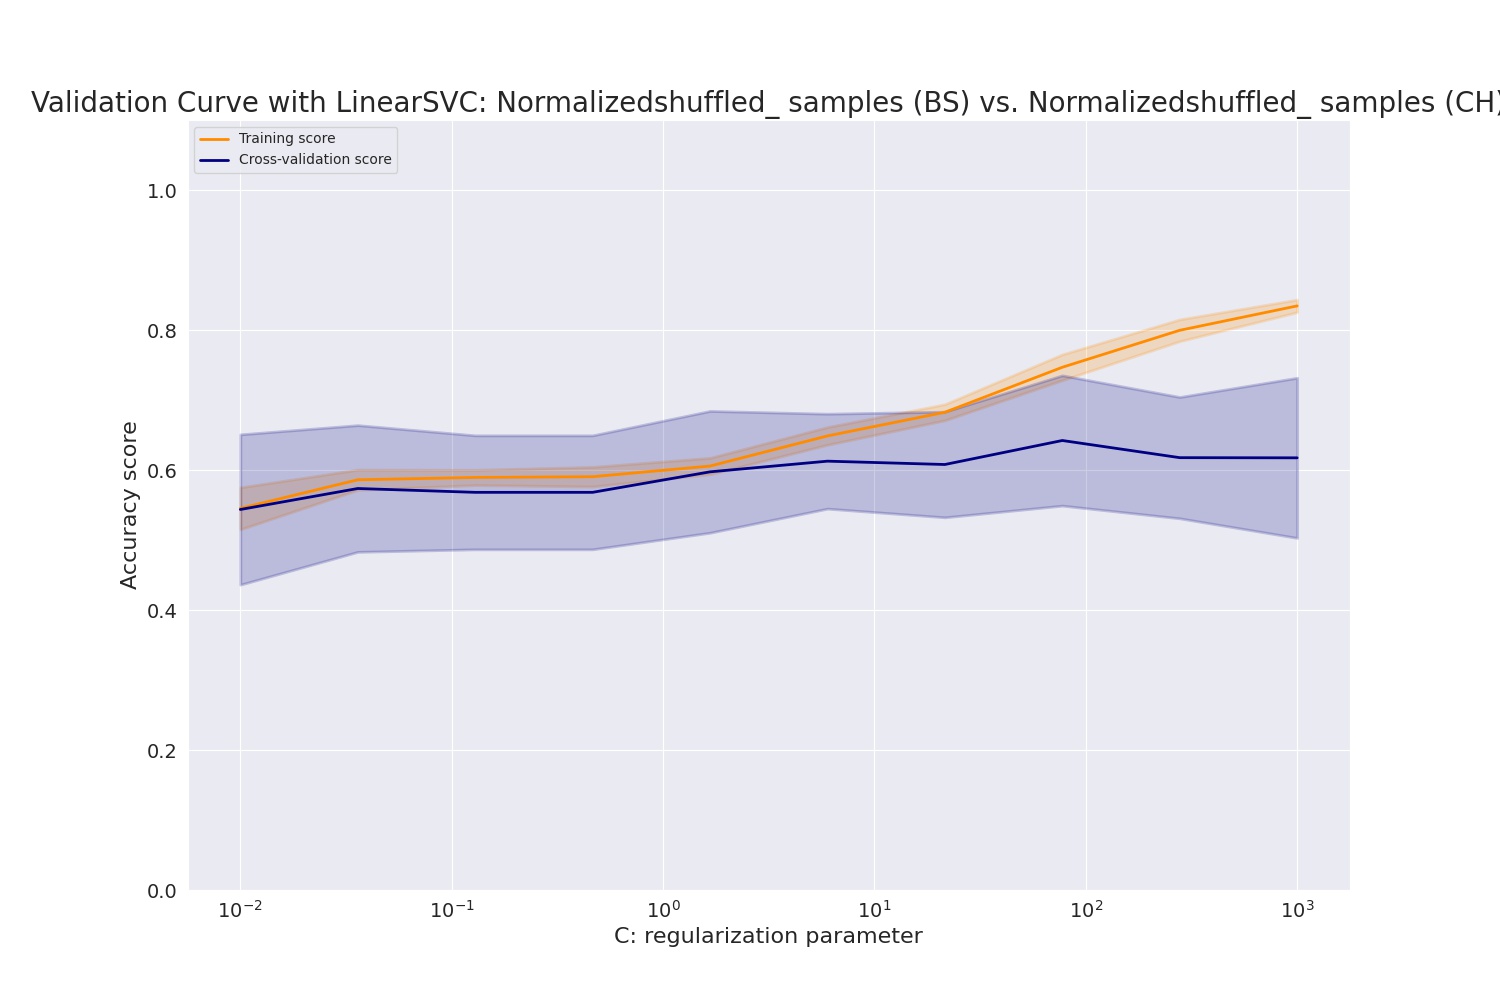 Validation Curve with LinearSVC: Normalizedshuffled_ samples (BS) vs. Normalizedshuffled_ samples (CH)
Training score
Cross-validation score
1.0
0.8
0.6
0.4
0.2
0.0
Accuracy score
10⁻² 10⁻¹ 10⁰ 10¹ 10² 10³
C: regularization parameter